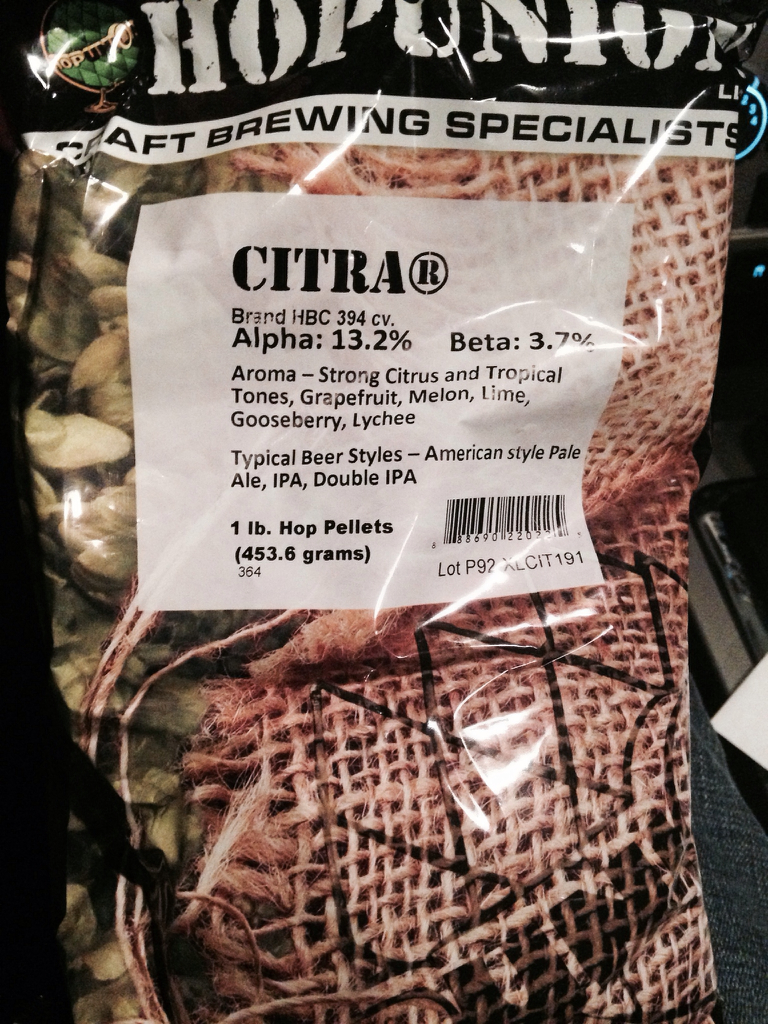 HOPUNION
CRAFT BREWING SPECIALISTS
CITRA®
Brand HBC 394 cv.
Alpha: 13.2% Beta: 3.7%
Aroma – Strong Citrus and Tropical
Tones, Grapefruit, Melon, Lime,
Gooseberry, Lychee
Typical Beer Styles – American style Pale
Ale, IPA, Double IPA
1 lb. Hop Pellets
(453.6 grams)
364
Lot P92 XLCIT191